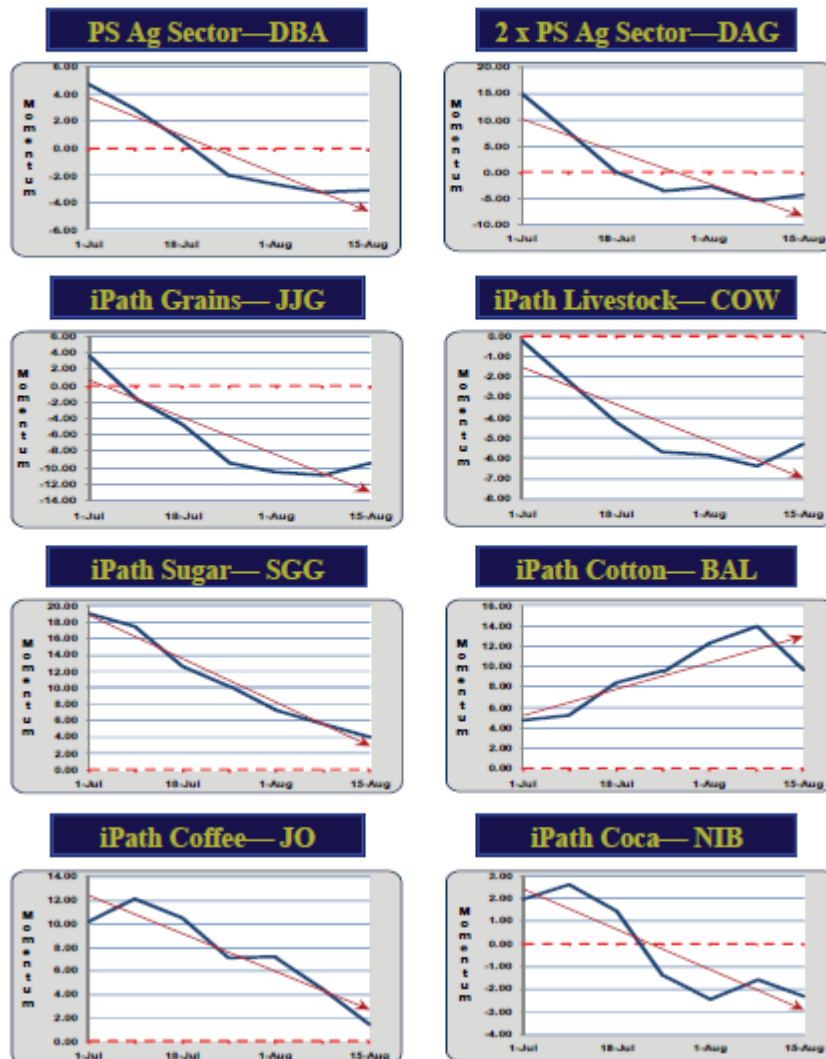 PS Ag Sector—DBA
Momentum
6.00
4.00
2.00
0.00
-2.00
-4.00
-6.00
1-Jul 18-Jul 1-Aug 15-Aug
2 x PS Ag Sector—DAG
Momentum
20.00
15.00
10.00
5.00
0.00
-5.00
-10.00
1-Jul 18-Jul 1-Aug 15-Aug
iPath Grains— JJG
Momentum
6.00
4.00
2.00
0.00
-2.00
-4.00
-6.00
-8.00
-10.00
-12.00
-14.00
1-Jul 18-Jul 1-Aug 15-Aug
iPath Livestock— COW
Momentum
0.00
-1.00
-2.00
-3.00
-4.00
-5.00
-6.00
-7.00
-8.00
1-Jul 18-Jul 1-Aug 15-Aug
iPath Sugar— SGG
Momentum
20.00
18.00
16.00
14.00
12.00
10.00
8.00
6.00
4.00
2.00
0.00
1-Jul 18-Jul 1-Aug 15-Aug
iPath Cotton— BAL
Momentum
16.00
14.00
12.00
10.00
8.00
6.00
4.00
2.00
0.00
1-Jul 18-Jul 1-Aug 15-Aug
iPath Coffee— JO
Momentum
14.00
12.00
10.00
8.00
6.00
4.00
2.00
0.00
1-Jul 18-Jul 1-Aug 15-Aug
iPath Coca— NIB
Momentum
3.00
2.00
1.00
0.00
-1.00
-2.00
-3.00
-4.00
1-Jul 18-Jul 1-Aug 15-Aug